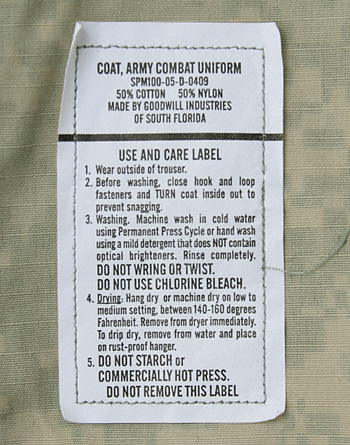 COAT, ARMY COMBAT UNIFORM
SPM100-05-D-0409
50% COTTON 50% NYLON
MADE BY GOODWILL INDUSTRIES
OF SOUTH FLORIDA
USE AND CARE LABEL
1. Wear outside of trouser.
2. Before washing, close hook and loop
fasteners and TURN coat inside out to
prevent snagging.
3. Washing. Machine wash in cold water
using Permanent Press Cycle or hand wash
using a mild detergent that does NOT contain
optical brighteners. Rinse completely.
DO NOT WRING OR TWIST.
DO NOT USE CHLORINE BLEACH.
4. Drying: Hang dry or machine dry on low to
medium setting, between 140-160 degrees
Fahrenheit. Remove from dryer immediately.
To drip dry, remove from water and place
on rust-proof hanger.
5. DO NOT STARCH or
COMMERCIALLY HOT PRESS.
DO NOT REMOVE THIS LABEL